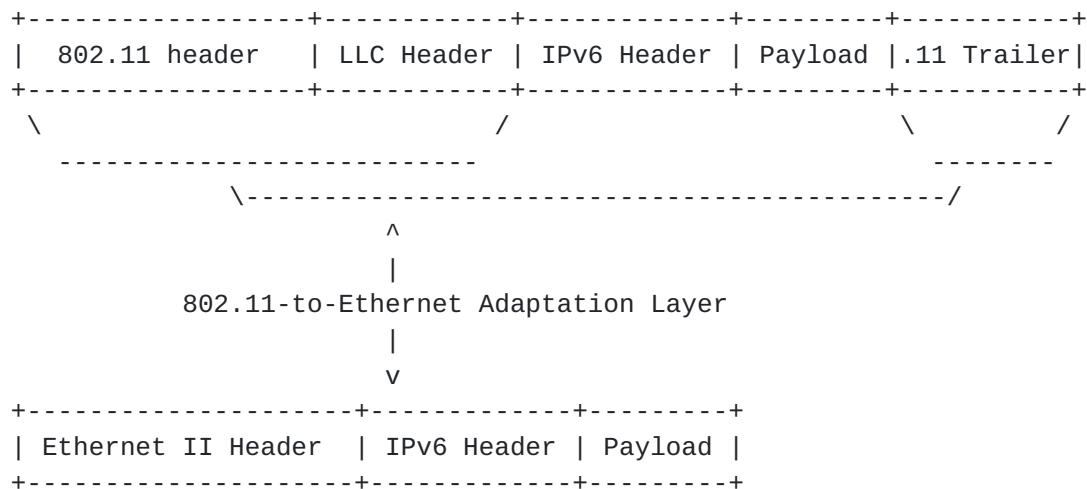 +------------------+------------+-------------+---------+-----------+
|  802.11 header   | LLC Header | IPv6 Header | Payload |.11 Trailer|
+------------------+------------+-------------+---------+-----------+
 \                             /                         \         /
   ---------------------------                             --------
              \---------------------------------------------/
                        ^
                        |
           802.11-to-Ethernet Adaptation Layer
                        |
                        v
+---------------------+-------------+---------+
| Ethernet II Header  | IPv6 Header | Payload |
+---------------------+-------------+---------+